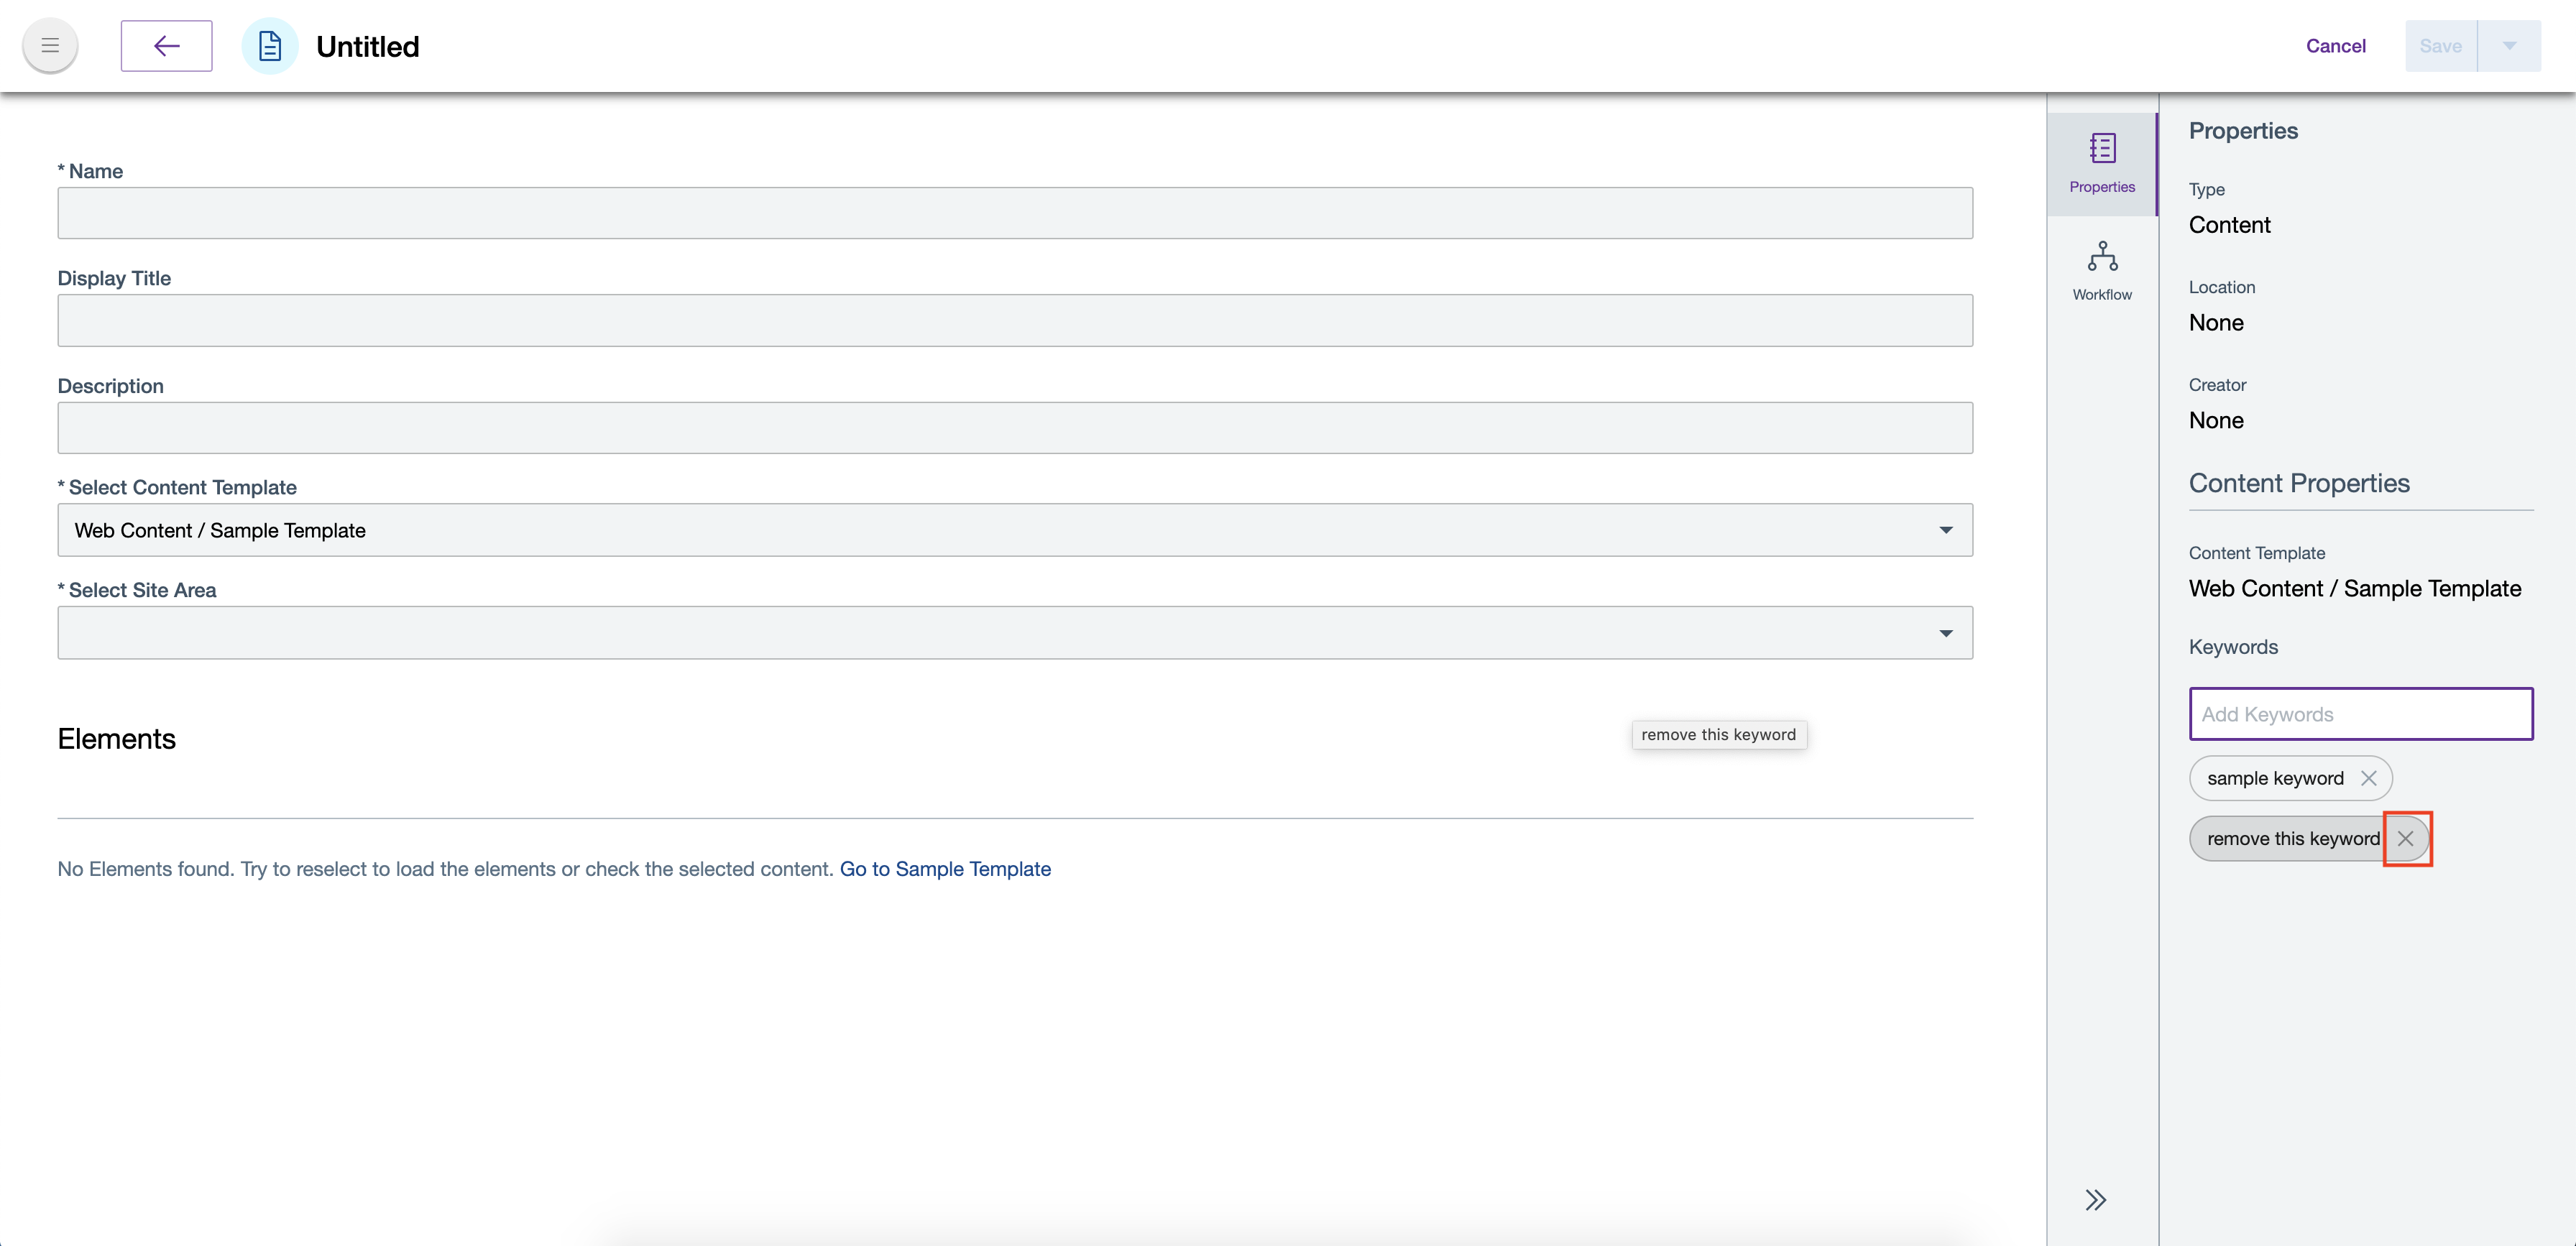 Untitled
Cancel
Save
* Name
Display Title
Description
* Select Content Template
Web Content / Sample Template
* Select Site Area
Elements
remove this keyword
No Elements found. Try to reselect to load the elements or check the selected content. Go to Sample Template
Properties
Workflow
Properties
Type
Content
Location
None
Creator
None
Content Properties
Content Template
Web Content / Sample Template
Keywords
Add Keywords
sample keyword
remove this keyword